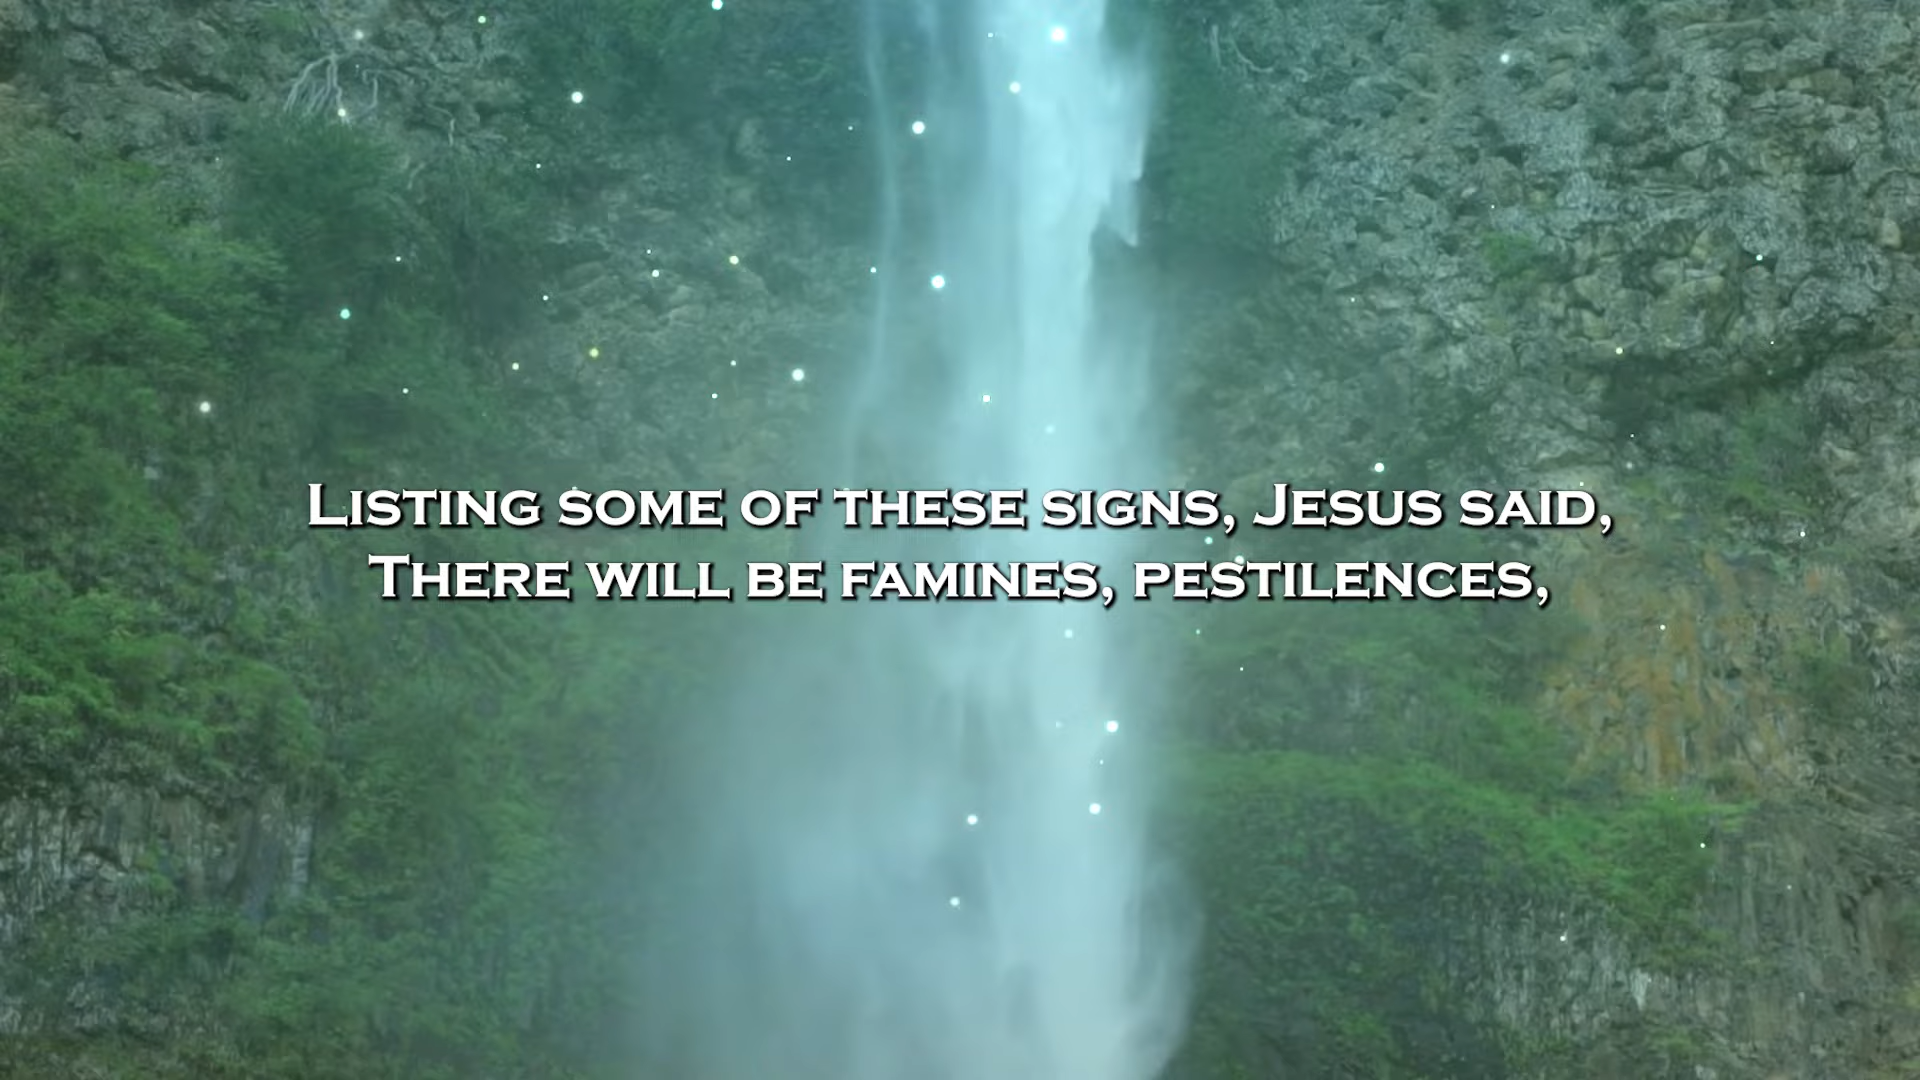 Listing some of these signs, Jesus said,
There will be famines, pestilences,